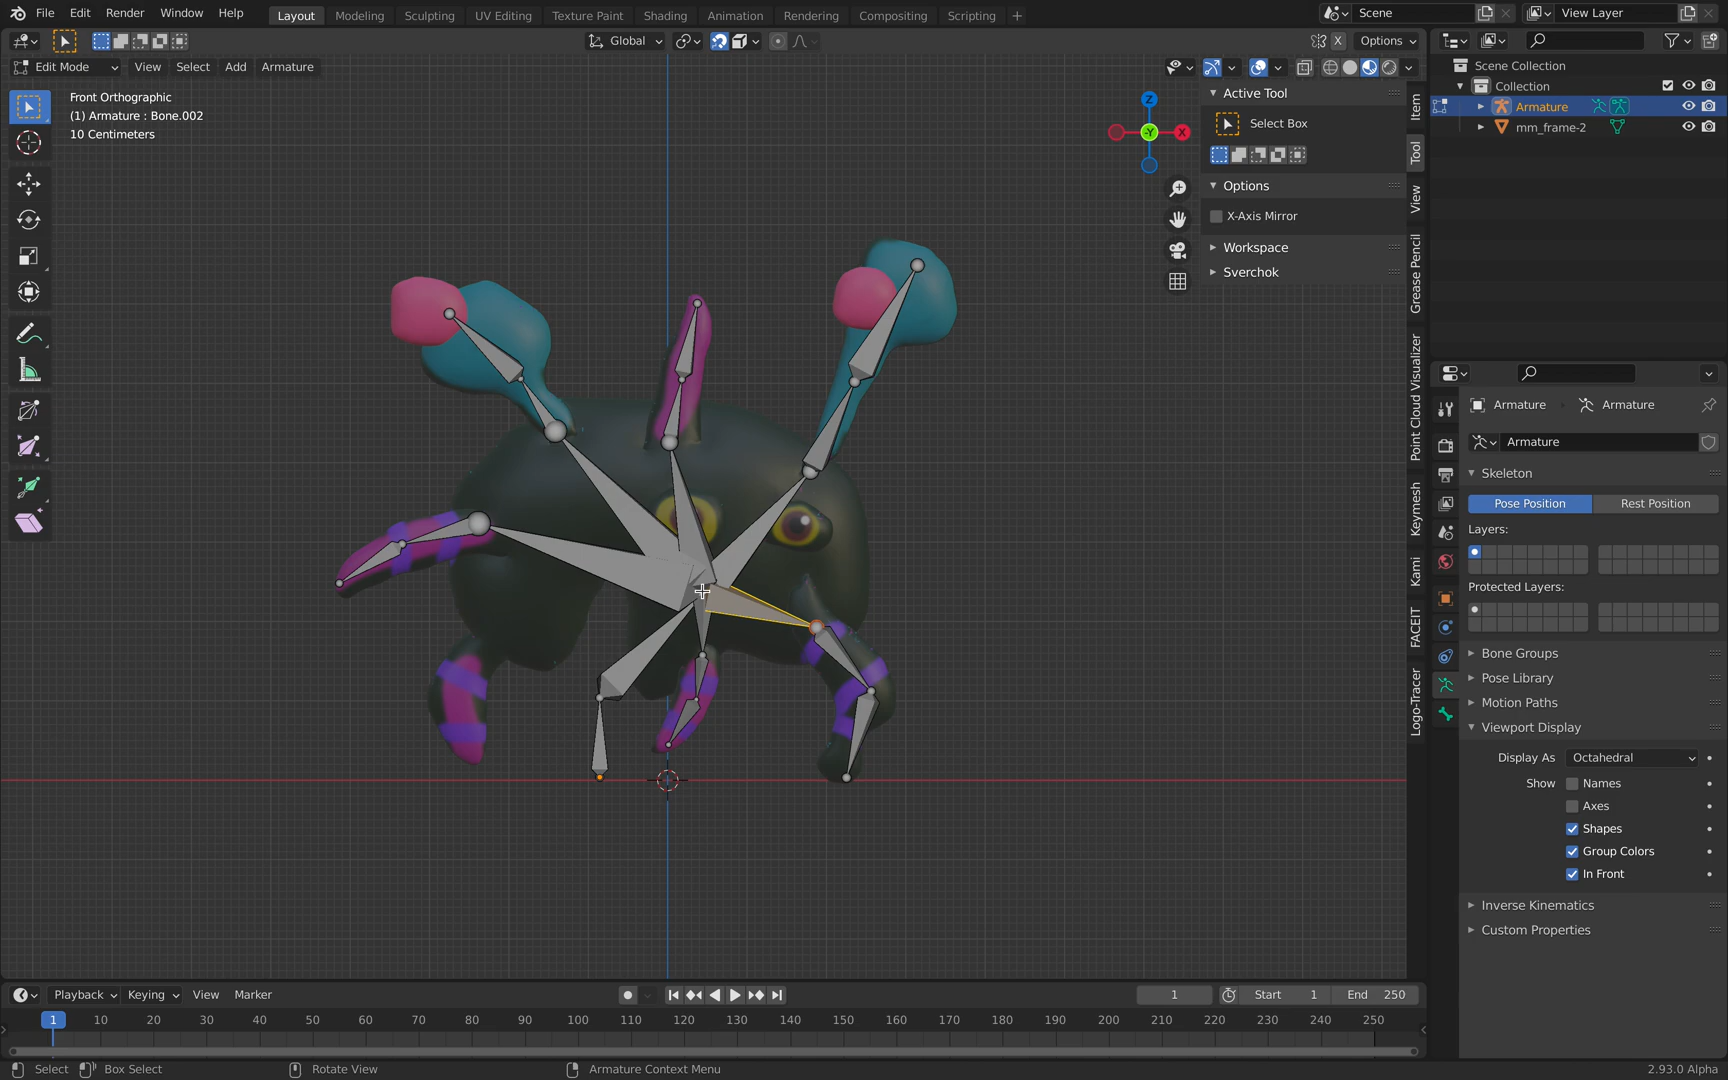 File Edit Render Window Help Layout Modeling Sculpting UV Editing Texture Paint Shading Animation Rendering Compositing Scripting + Scene View Layer
Global X Options
Edit Mode View Select Add Armature
Front Orthographic
(1) Armature : Bone.002
10 Centimeters
Z
X
-Y
Active Tool
Select Box
Options
X-Axis Mirror
Workspace
Sverchok
Item
Tool
View
Grease Pencil
Point Cloud Visualizer
Keymesh
Kami
FACEIT
Logo-Tracer
Scene Collection
Collection
Armature
mm_frame-2
Armature Armature
Armature
Skeleton
Pose Position Rest Position
Layers:
Protected Layers:
Bone Groups
Pose Library
Motion Paths
Viewport Display
Display As Octahedral
Show Names
Axes
Shapes
Group Colors
In Front
Inverse Kinematics
Custom Properties
Playback Keying View Marker 1 Start 1 End 250
1 10 20 30 40 50 60 70 80 90 100 110 120 130 140 150 160 170 180 190 200 210 220 230 240 250
Select Box Select Rotate View Armature Context Menu 2.93.0 Alpha